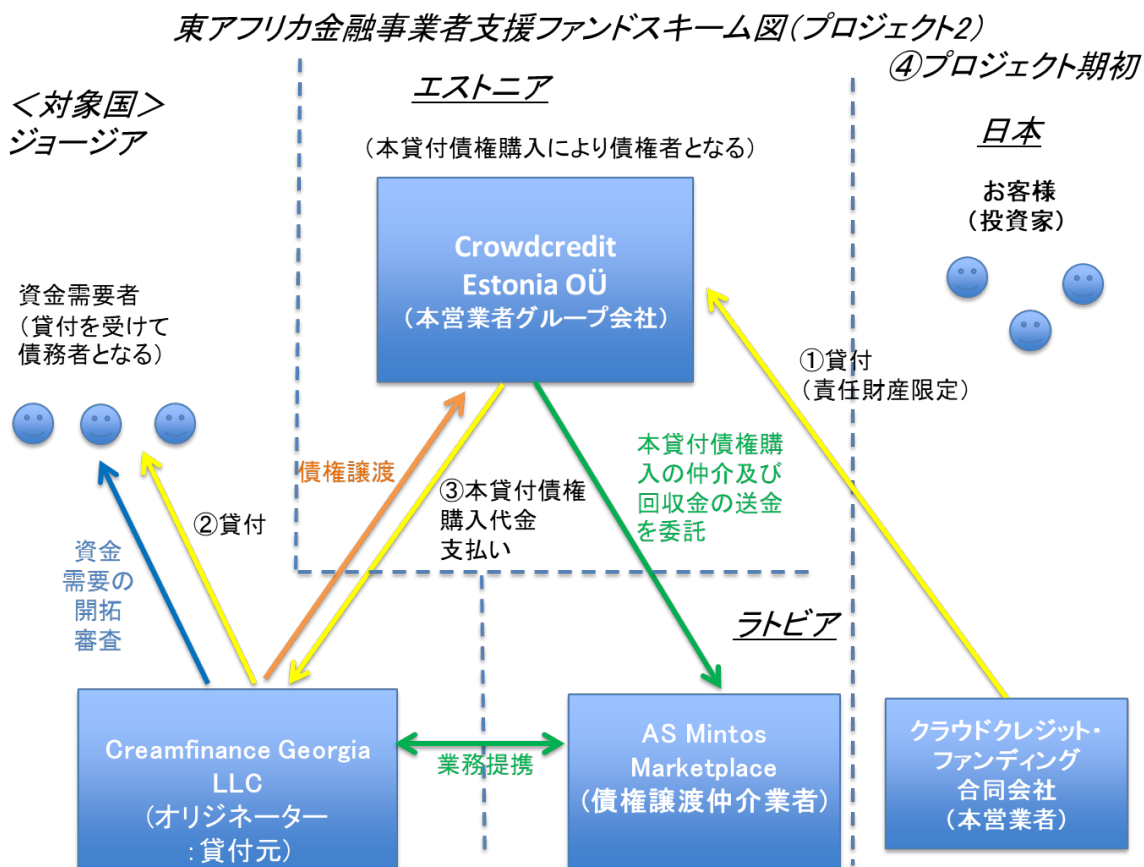 東アフリカ金融事業者支援ファンドスキーム図(プロジェクト2)
④プロジェクト期初
<対象国>
ジョージア
エストニア
(本貸付債権購入により債権者となる)
日本
お客様
(投資家)
Crowdcredit
Estonia OÜ
(本営業者グループ会社)
資金需要者
(貸付を受けて
債務者となる)
①貸付
(責任財産限定)
債権譲渡
③本貸付債権
購入代金
支払い
本貸付債権購
入の仲介及び
回収金の送金
を委託
②貸付
資金
需要の
開拓
審査
ラトビア
Creamfinance Georgia
LLC
(オリジネーター
:貸付元)
業務提携
AS Mintos
Marketplace
(債権譲渡仲介業者)
クラウドクレジット・
ファンディング
合同会社
(本営業者)